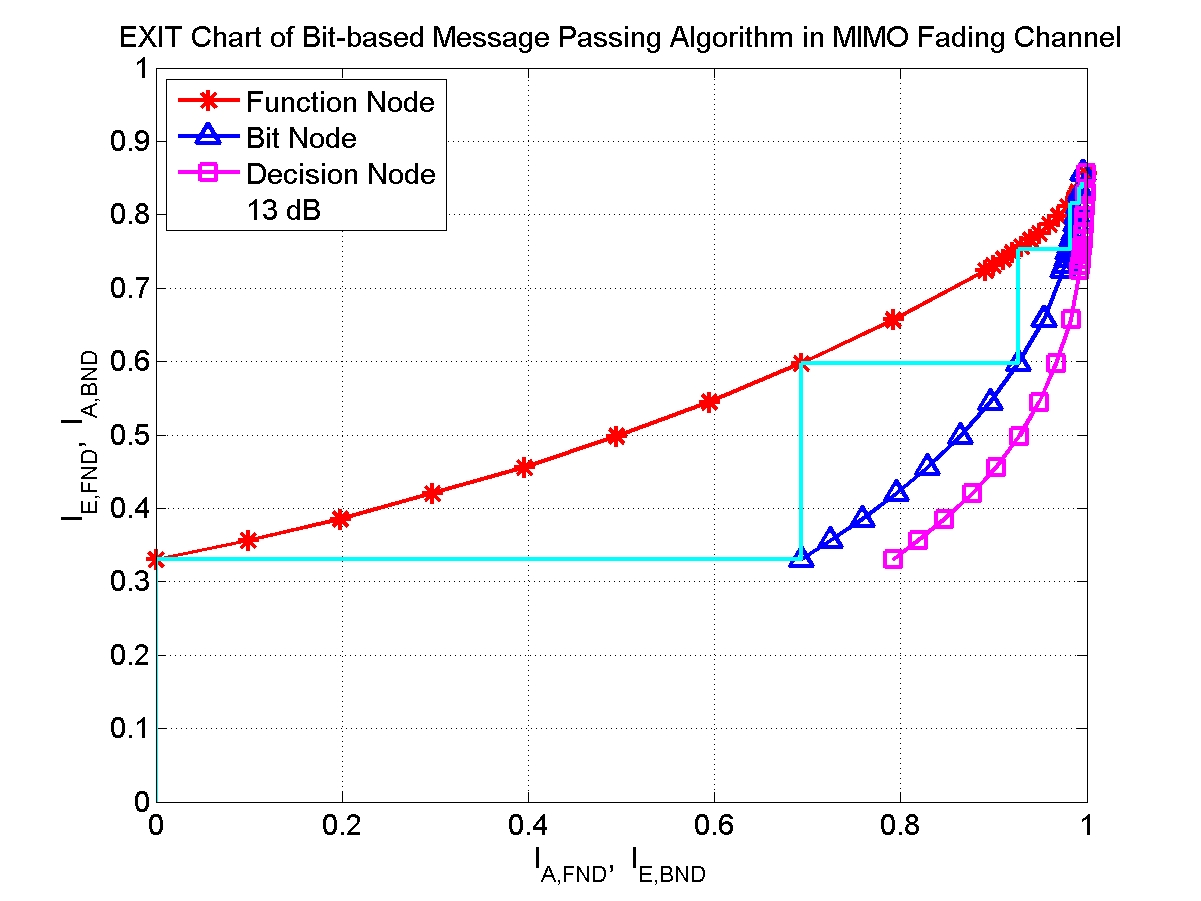 EXIT Chart of Bit-based Message Passing Algorithm in MIMO Fading Channel
Function Node
Bit Node
Decision Node
13 dB
1
0.9
0.8
0.7
0.6
0.5
0.4
0.3
0.2
0.1
0
I_E,FND, I_A,BND
0 0.2 0.4 0.6 0.8 1
I_A,FND, I_E,BND